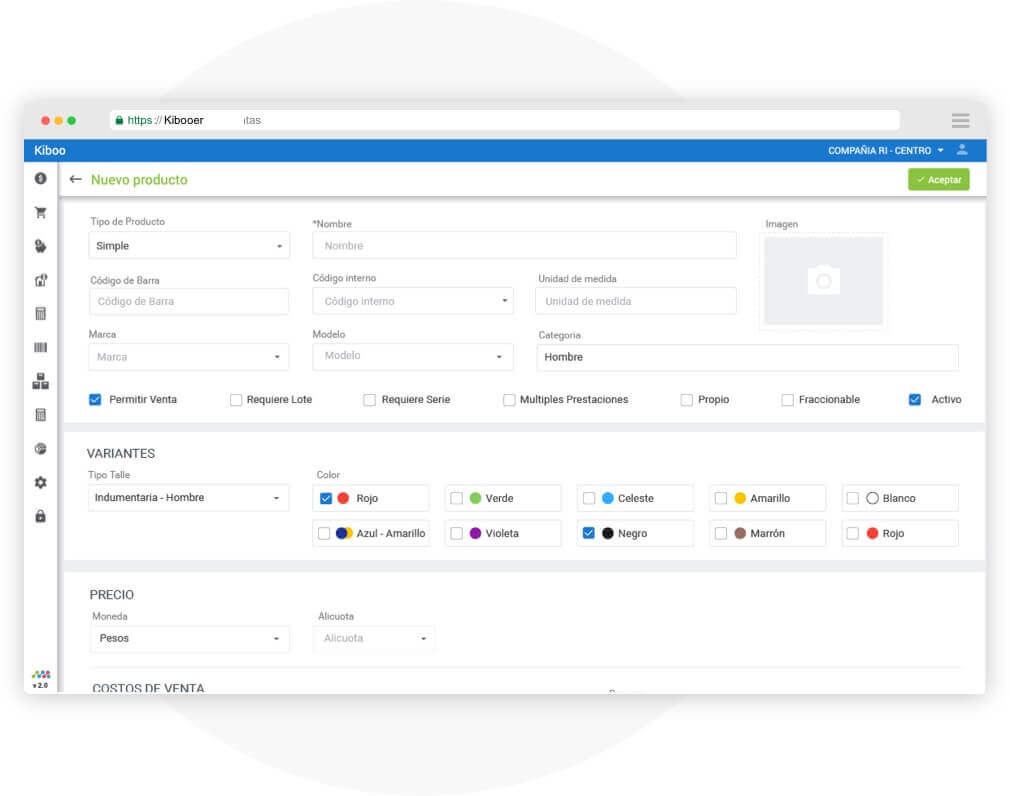 https:// Kibooer itas
Kiboo COMPAÑIA RI - CENTRO
Nuevo producto Aceptar
Tipo de Producto *Nombre Imagen
Simple Nombre
Código de Barra Código interno Unidad de medida
Código de Barra Código interno Unidad de medida
Marca Modelo Categoria
Marca Modelo Hombre
Permitir Venta Requiere Lote Requiere Serie Multiples Prestaciones Propio Fraccionable Activo
VARIANTES
Tipo Talle Color
Indumentaria - Hombre Rojo Verde Celeste Amarillo Blanco
Azul - Amarillo Violeta Negro Marrón Rojo
PRECIO
Moneda Alicuota
Pesos Alicuota
COSTOS DE VENTA
v 2.0